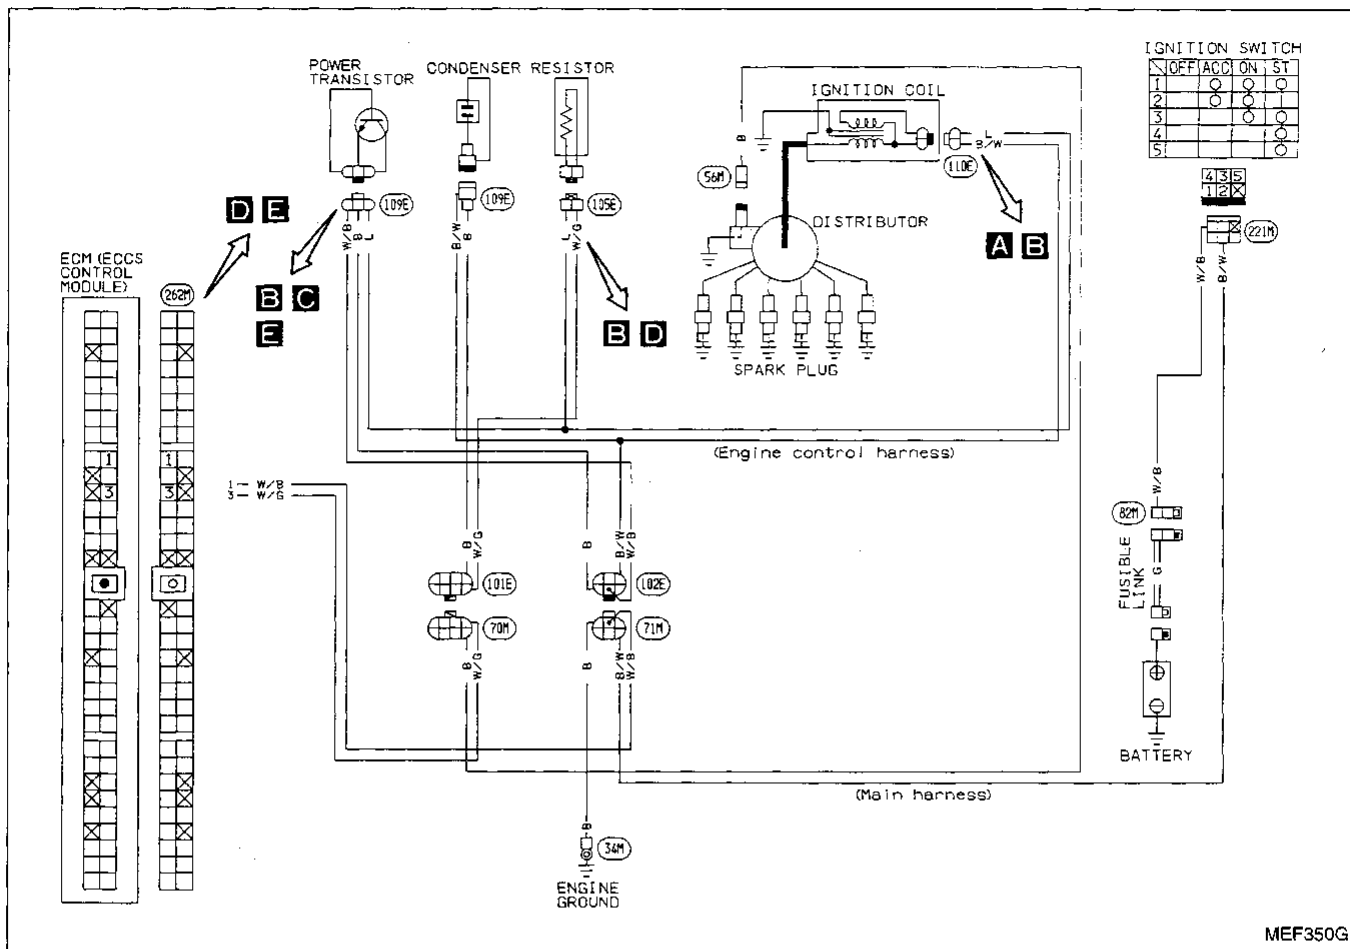 IGNITION SWITCH
OFF ACC ON ST
1
2
3
4
5
4 3 5
1 2
221M
W/B
B/W
POWER
TRANSISTOR
CONDENSER RESISTOR
IGNITION COIL
L
B/W
110E
B
56M
109E
109E
105E
DISTRIBUTOR
A B
D E
W/B
B
L
B/W
B
L
W/G
ECM (ECCS
CONTROL
MODULE)
262M
B C
E
B D
SPARK PLUG
(Engine control harness)
1
3
1
3
1 W/B
3 W/G
W/B
82M
FUSIBLE
LINK
G
B
W/G
B
B/W
W/B
101E
102E
70M
71M
B
W/G
B
B/W
W/B
BATTERY
(Main harness)
B
34M
ENGINE
GROUND
MEF350G